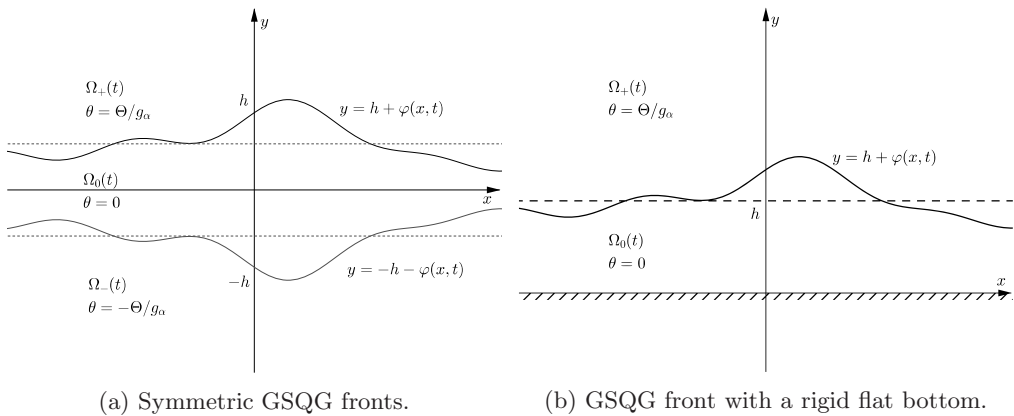 y
Ω₊(t)
θ = Θ/gα
h
y = h + φ(x, t)
Ω₀(t)
θ = 0
x
y = −h − φ(x, t)
−h
Ω₋(t)
θ = −Θ/gα
(a) Symmetric GSQG fronts.
y
Ω₊(t)
θ = Θ/gα
y = h + φ(x, t)
h
Ω₀(t)
θ = 0
x
(b) GSQG front with a rigid flat bottom.